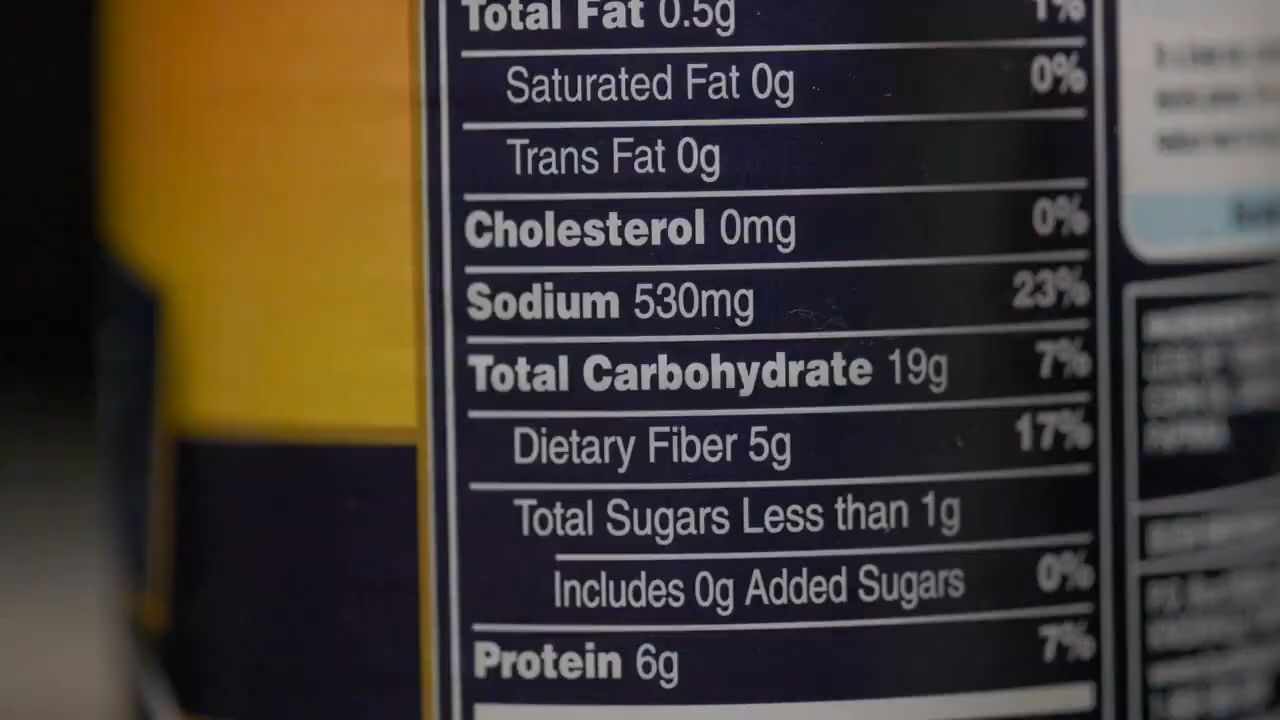 Total Fat 0.5g 1%
Saturated Fat 0g 0%
Trans Fat 0g
Cholesterol 0mg 0%
Sodium 530mg 23%
Total Carbohydrate 19g 7%
Dietary Fiber 5g 17%
Total Sugars Less than 1g
Includes 0g Added Sugars 0%
Protein 6g 7%